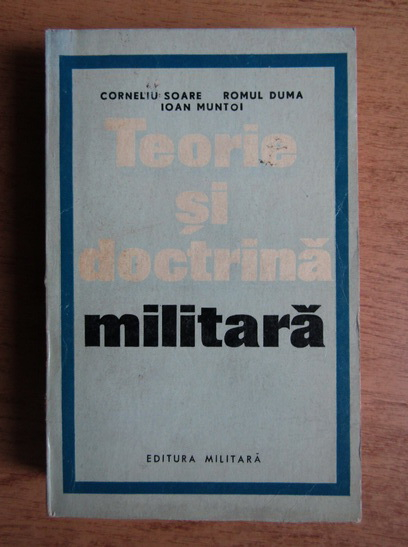 CORNELIU SOARE ROMUL DUMA
IOAN MUNTOI
Teorie
și
doctrină
militară
EDITURA MILITARĂ